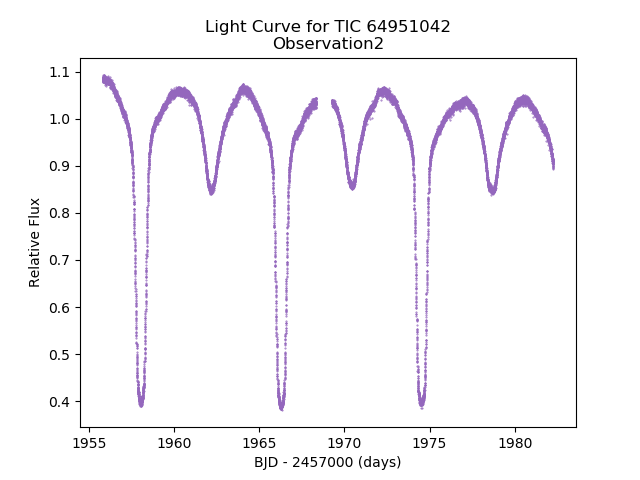 Light Curve for TIC 64951042
Observation2
1.1
1.0
0.9
0.8
0.7
0.6
0.5
0.4
Relative Flux
1955 1960 1965 1970 1975 1980
BJD - 2457000 (days)